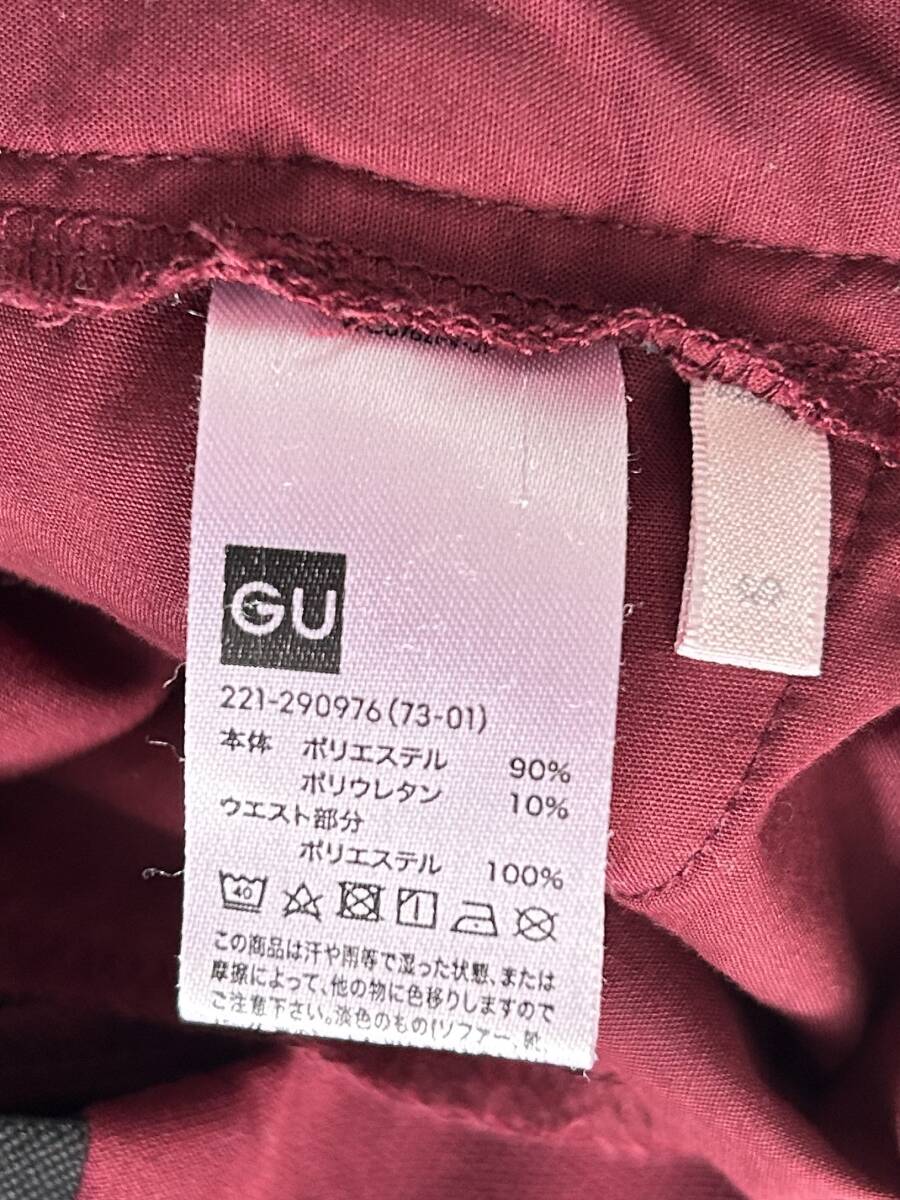 GU
221-290976(73-01)
本体 ポリエステル 90%
ポリウレタン 10%
ウエスト部分
ポリエステル 100%
40
この商品は汗や雨等で湿った状態、または
摩擦によって、他の物に色移りしますので
ご注意下さい。淡色のもの(ソファー、靴、
S